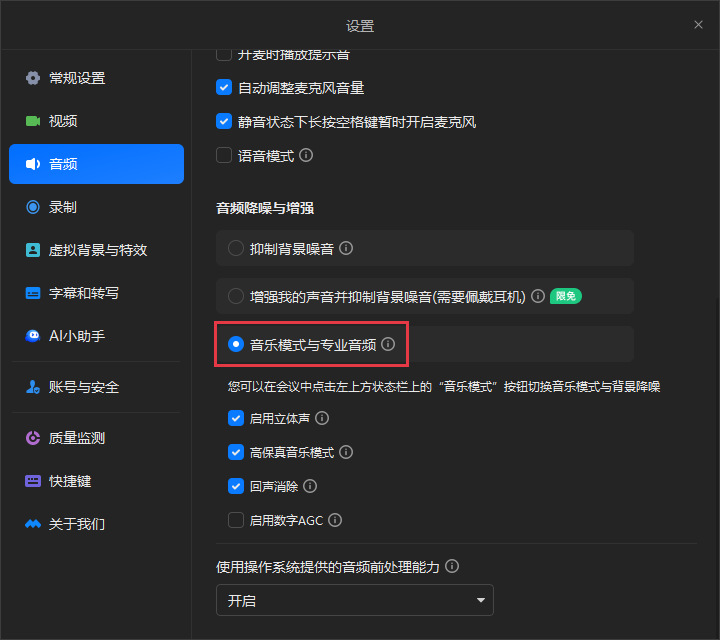 设置
常规设置
视频
音频
录制
虚拟背景与特效
字幕和转写
AI小助手
账号与安全
质量监测
快捷键
关于我们
开麦时播放提示音
自动调整麦克风音量
静音状态下长按空格键暂时开启麦克风
语音模式
音频降噪与增强
抑制背景噪音
增强我的声音并抑制背景噪音(需要佩戴耳机) 限免
音乐模式与专业音频
您可以在会议中点击左上方状态栏上的“音乐模式”按钮切换音乐模式与背景降噪
启用立体声
高保真音乐模式
回声消除
启用数字AGC
使用操作系统提供的音频前处理能力
开启